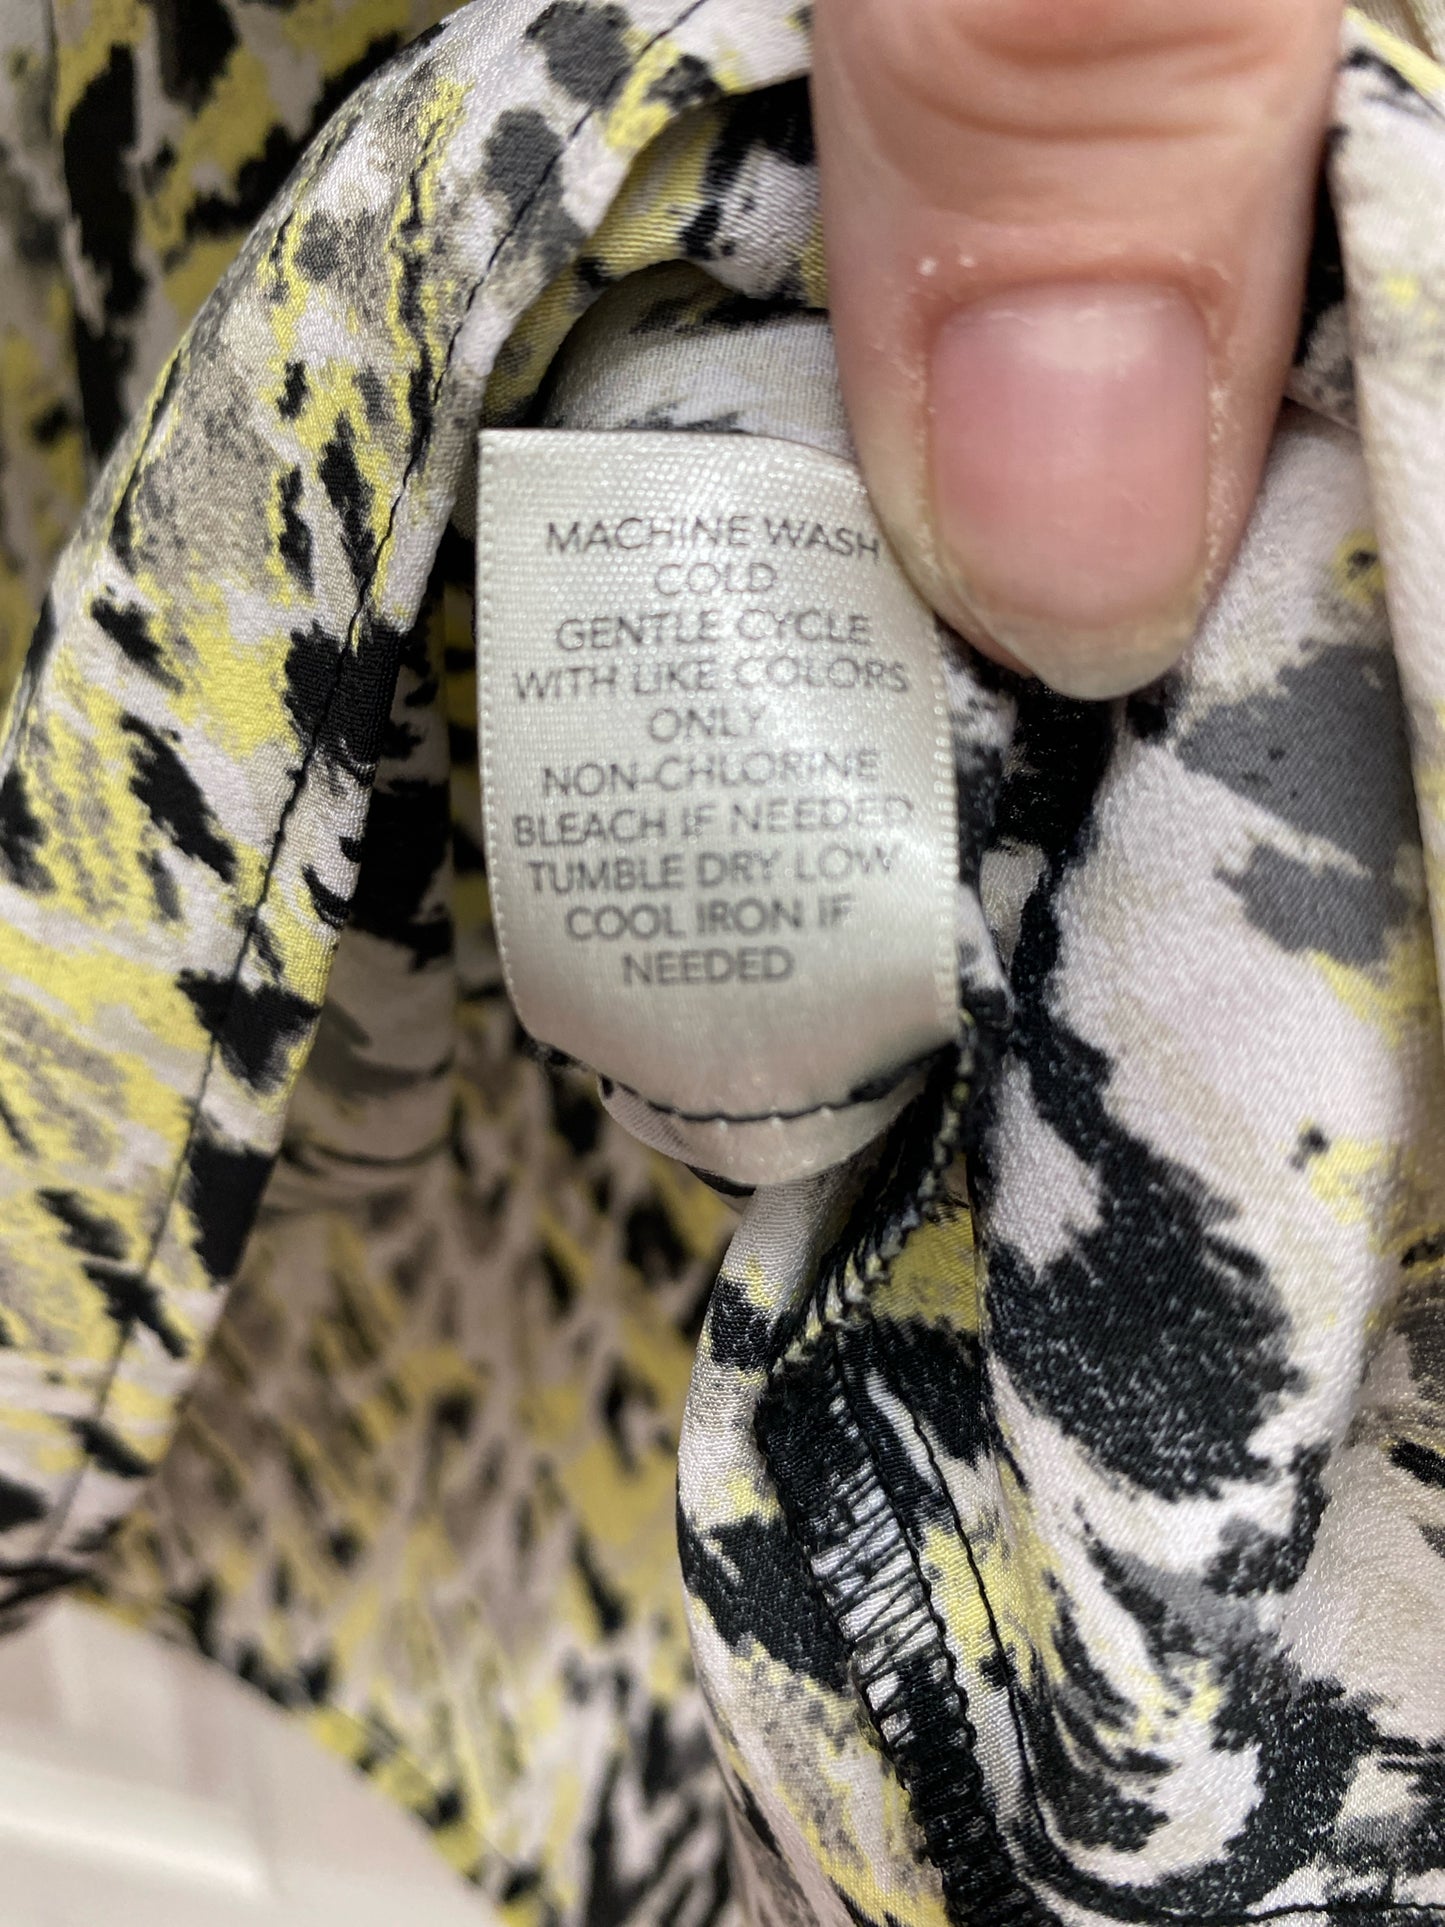 MACHINE WASH
COLD
GENTLE CYCLE
WITH LIKE COLORS
ONLY
NON-CHLORINE
BLEACH IF NEEDED
TUMBLE DRY LOW
COOL IRON IF
NEEDED